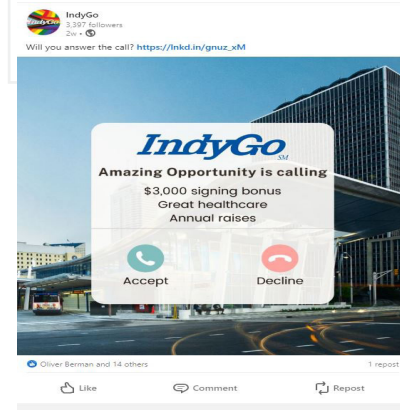 IndyGo
IndyGo
3,397 followers
2w •
Will you answer the call? https://lnkd.in/gnuz_xM
IndyGo SM
Amazing Opportunity is calling
$3,000 signing bonus
Great healthcare
Annual raises
Accept
Decline
Oliver Berman and 14 others
1 repost
Like
Comment
Repost